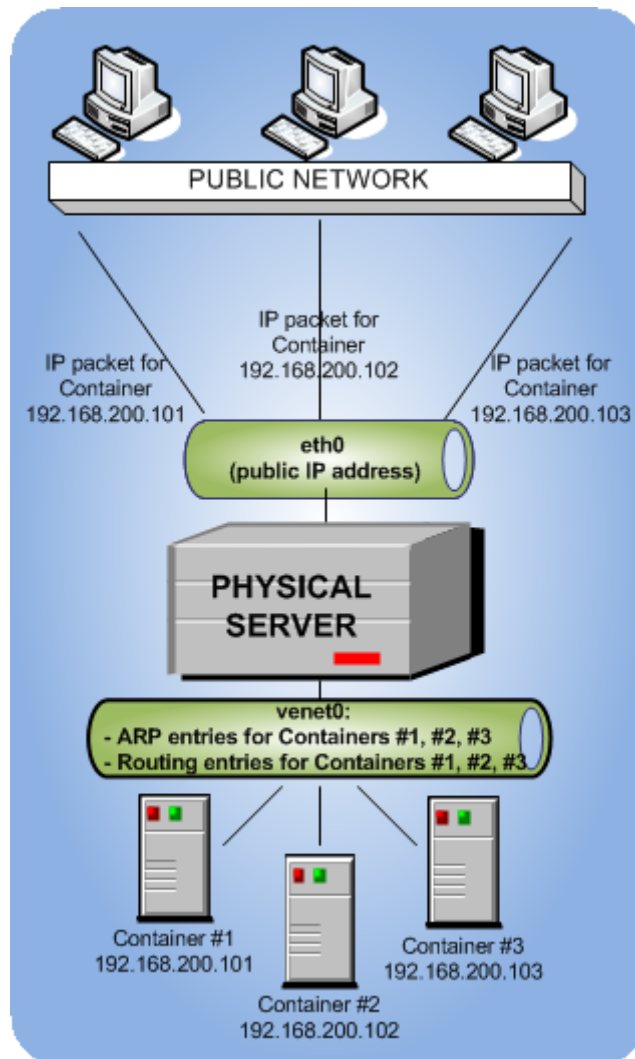 PUBLIC NETWORK
IP packet for
Container
192.168.200.101
IP packet for
Container
192.168.200.102
IP packet for
Container
192.168.200.103
eth0
(public IP address)
PHYSICAL
SERVER
venet0:
- ARP entries for Containers #1, #2, #3
- Routing entries for Containers #1, #2, #3
Container #1
192.168.200.101
Container #2
192.168.200.102
Container #3
192.168.200.103